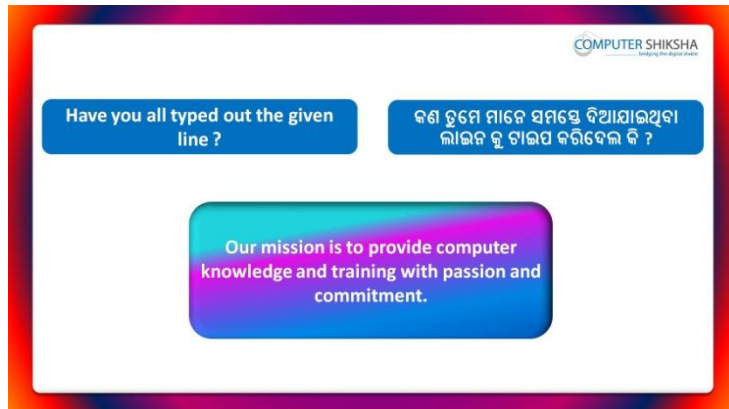 COMPUTER SHIKSHA
bridging the digital divide
Have you all typed out the given
line ?
କଣ ତୁମେ ମାନେ ସମସ୍ତେ ଦିଆଯାଇଥିବା
ଲାଇନ କୁ ଟାଇପ କରିଦେଲ କି ?
Our mission is to provide computer
knowledge and training with passion and
commitment.